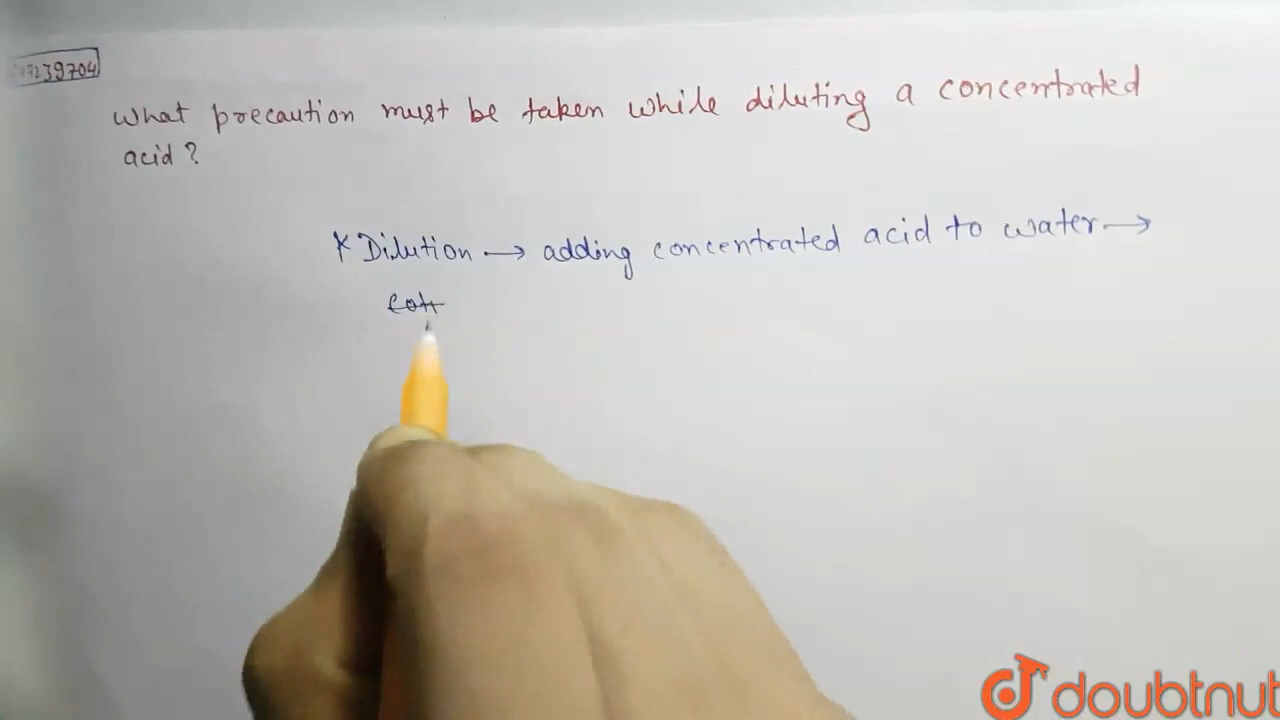 What precaution must be taken while diluting a concentrated
acid?
* Dilution → adding concentrated acid to water →
doubtnut